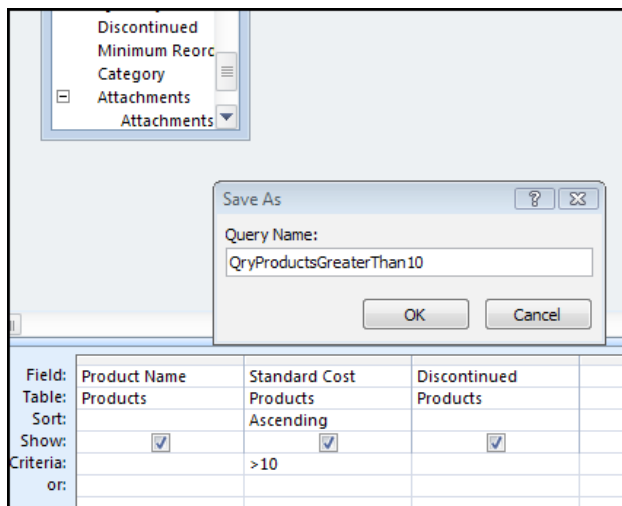 Discontinued
Minimum Reorc
Category
Attachments
Attachments
Save As
Query Name:
QryProductsGreaterThan10
OK Cancel
Field: Product Name Standard Cost Discontinued
Table: Products Products Products
Sort: Ascending
Show:
Criteria: >10
or: